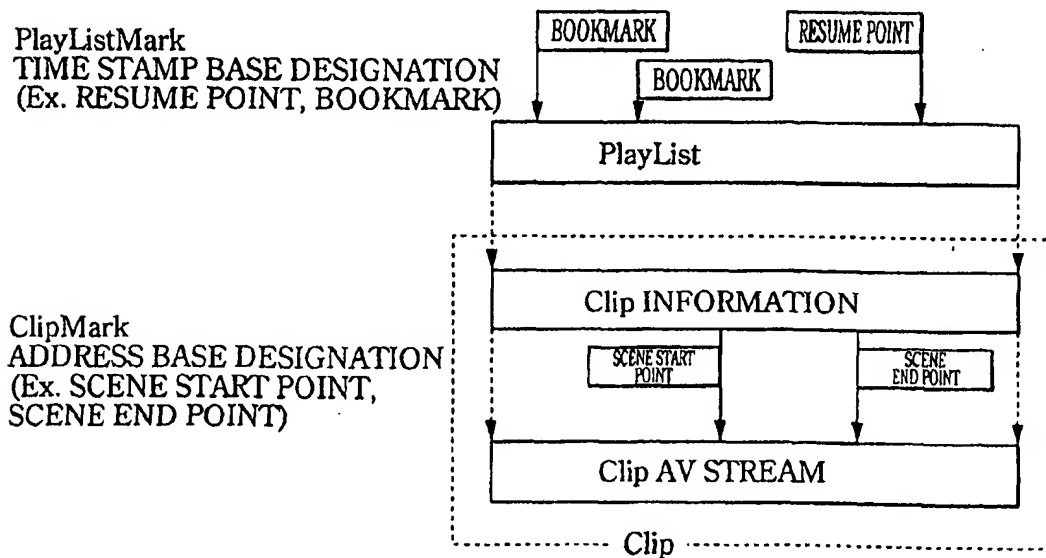 PlayListMark
TIME STAMP BASE DESIGNATION
(Ex. RESUME POINT, BOOKMARK)
BOOKMARK
RESUME POINT
BOOKMARK
PlayList
Clip INFORMATION
ClipMark
ADDRESS BASE DESIGNATION
(Ex. SCENE START POINT,
SCENE END POINT)
SCENE START
POINT
SCENE
END POINT
Clip AV STREAM
Clip